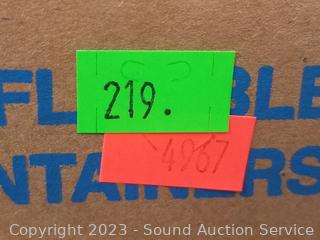 FL BLE
219.
4967
NTAINERS
Copyright 2023 - Sound Auction Service